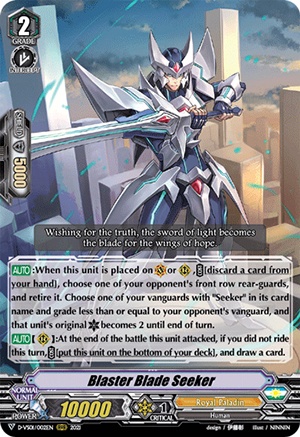 2
GRADE
INTERCEPT
SHIELD
5000
Wishing for the truth, the sword of light becomes
the blade for the wings of hope.
AUTO:When this unit is placed on or , [discard a card from
your hand], choose one of your opponent's front row rear-guards,
and retire it. Choose one of your vanguards with "Seeker" in its card
name and grade less than or equal to your opponent's vanguard, and
that unit's original becomes 2 until end of turn.
AUTO :At the end of the battle this unit attacked, if you did not ride
this turn, [put this unit on the bottom of your deck], and draw a card.
NORMAL
UNIT
Blaster Blade Seeker
Royal Paladin
Human
POWER
10000
1
CRITICAL
D-VS01/002EN
2021
design / 伊藤彰
illust / NINNIN